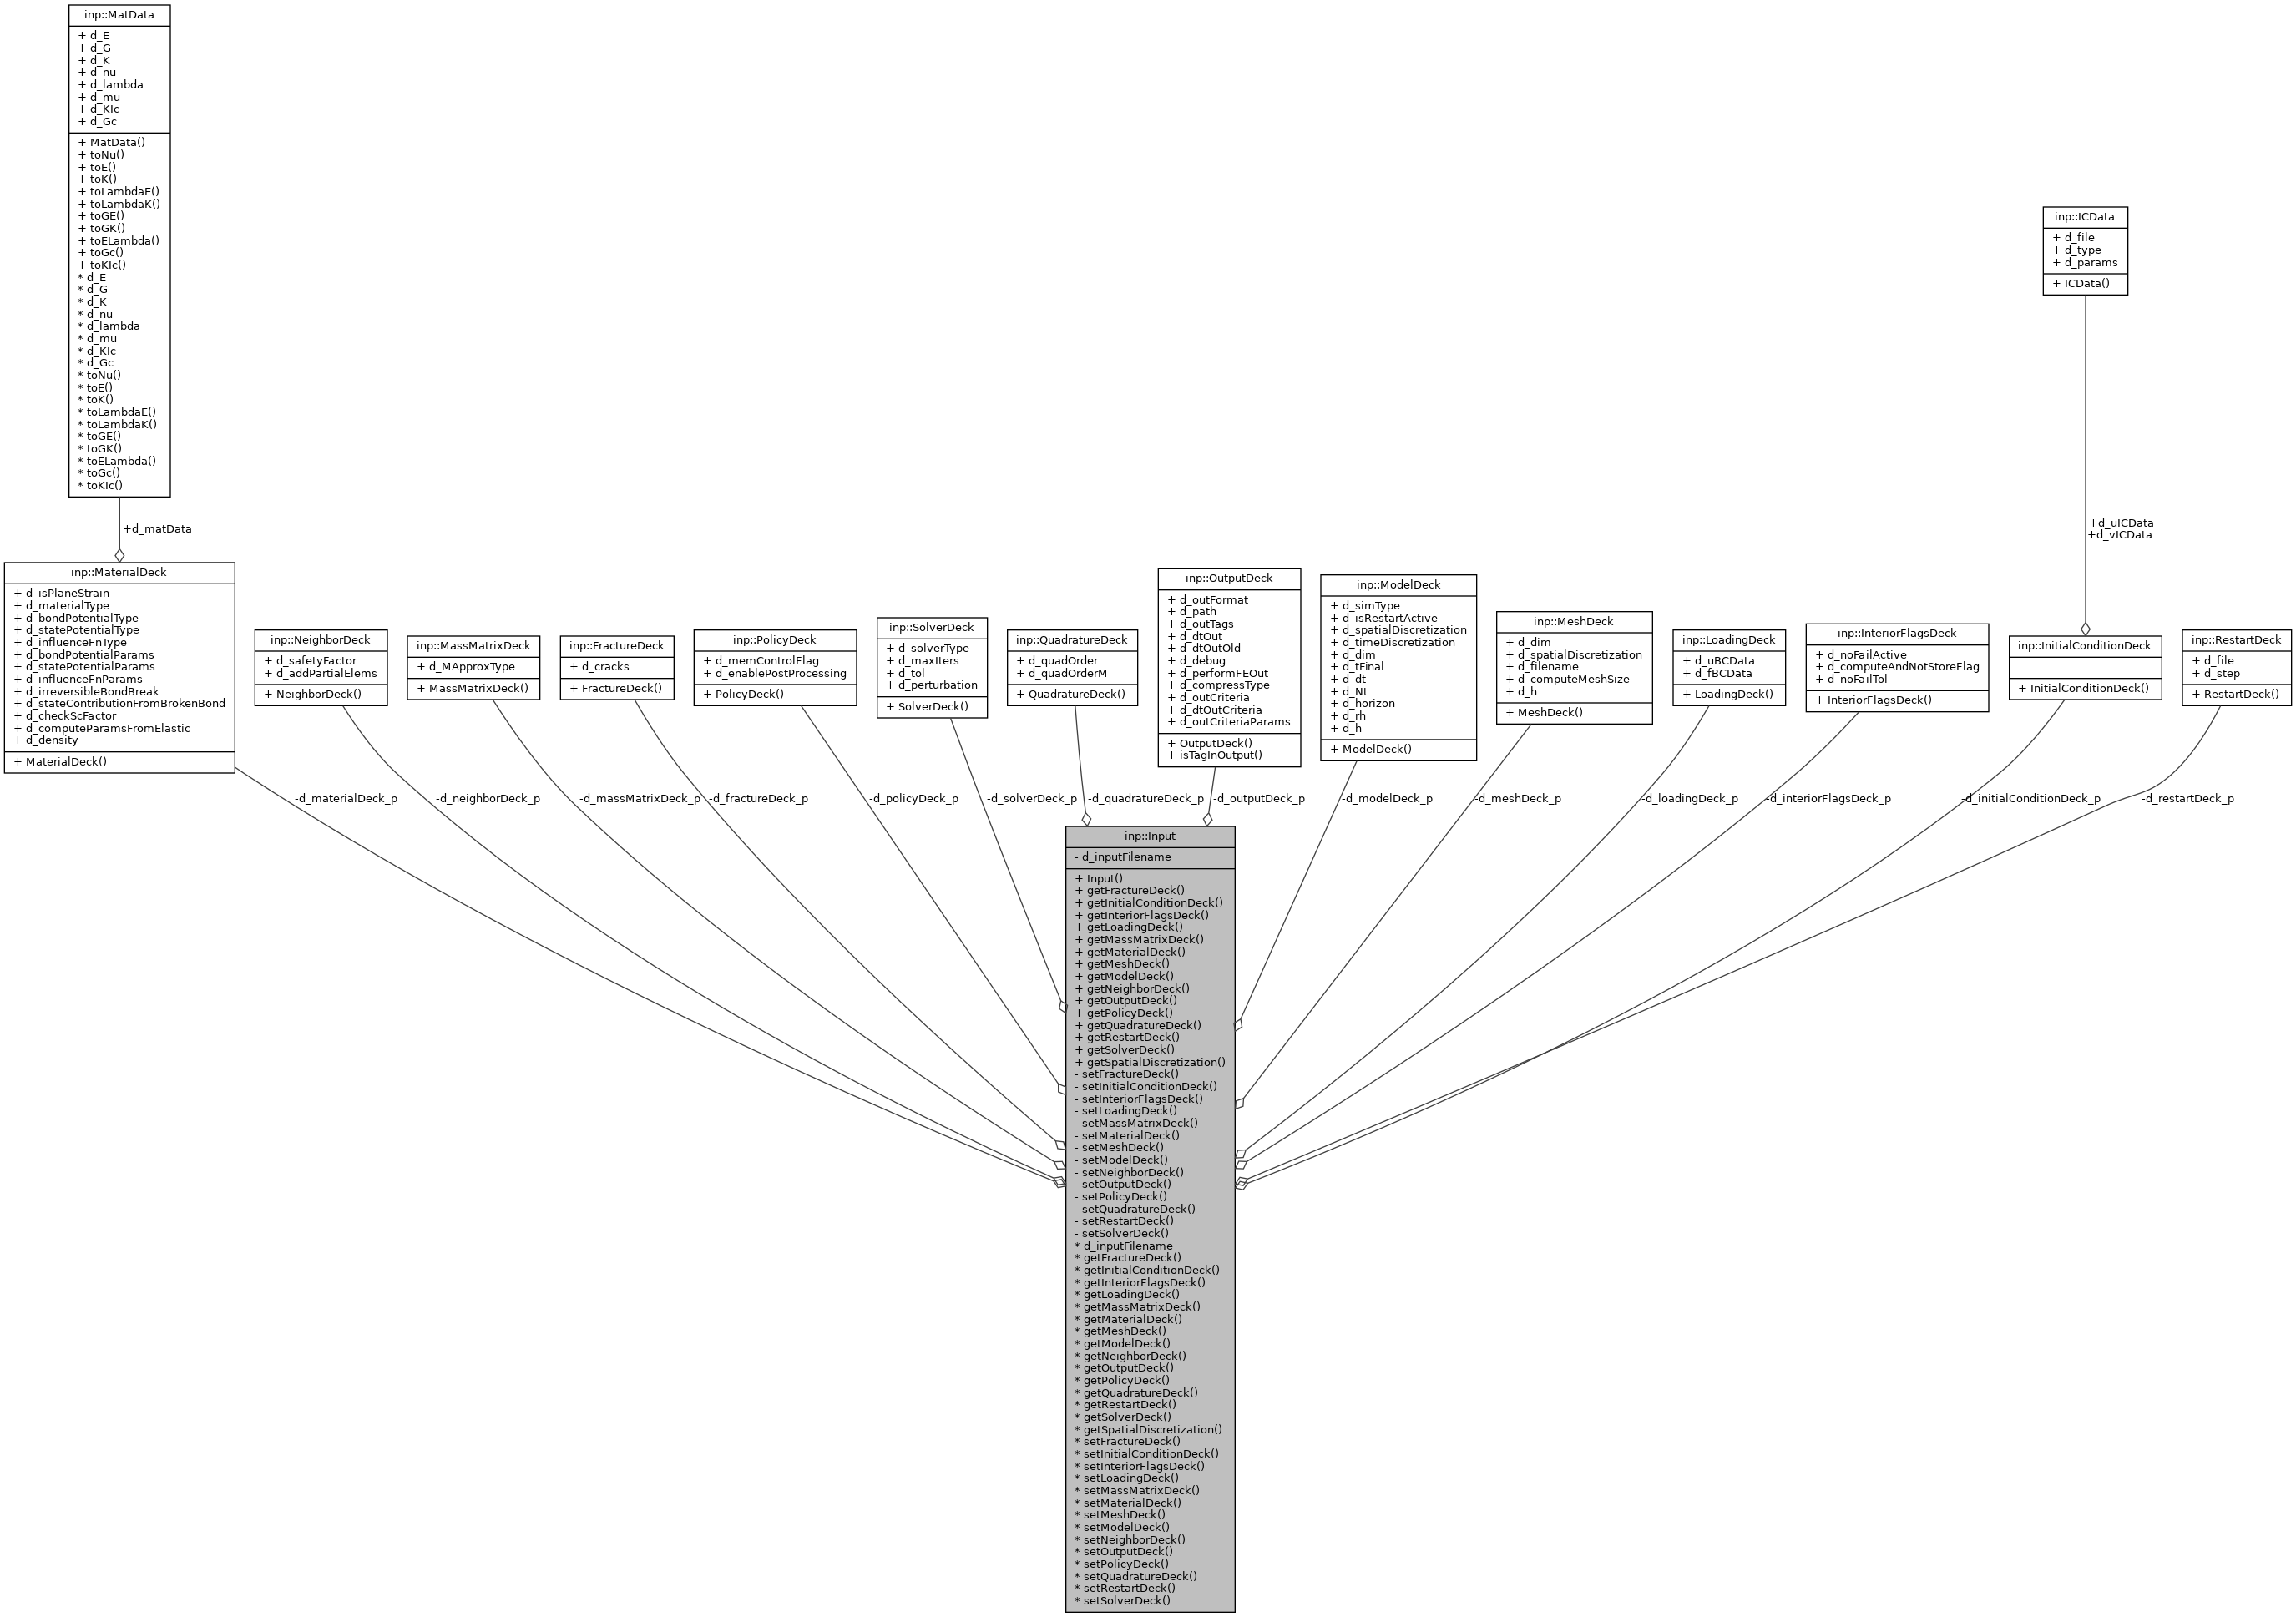 inp::MatData
+ d_E
+ d_G
+ d_K
+ d_nu
+ d_lambda
+ d_mu
+ d_KIc
+ d_Gc
+ MatData()
+ toNu()
+ toE()
+ toK()
+ toLambdaE()
+ toLambdaK()
+ toGE()
+ toGK()
+ toELambda()
+ toGc()
+ toKIc()
* d_E
* d_G
* d_K
* d_nu
* d_lambda
* d_mu
* d_KIc
* d_Gc
* toNu()
* toE()
* toK()
* toLambdaE()
* toLambdaK()
* toGE()
* toGK()
* toELambda()
* toGc()
* toKIc()
inp::ICData
+ d_file
+ d_type
+ d_params
+ ICData()
+d_matData
+d_uICData
+d_vICData
inp::MaterialDeck
+ d_isPlaneStrain
+ d_materialType
+ d_bondPotentialType
+ d_statePotentialType
+ d_influenceFnType
+ d_bondPotentialParams
+ d_statePotentialParams
+ d_influenceFnParams
+ d_irreversibleBondBreak
+ d_stateContributionFromBrokenBond
+ d_checkScFactor
+ d_computeParamsFromElastic
+ d_density
+ MaterialDeck()
inp::NeighborDeck
+ d_safetyFactor
+ d_addPartialElems
+ NeighborDeck()
inp::MassMatrixDeck
+ d_MApproxType
+ MassMatrixDeck()
inp::FractureDeck
+ d_cracks
+ FractureDeck()
inp::PolicyDeck
+ d_memControlFlag
+ d_enablePostProcessing
+ PolicyDeck()
inp::SolverDeck
+ d_solverType
+ d_maxIters
+ d_tol
+ d_perturbation
+ SolverDeck()
inp::QuadratureDeck
+ d_quadOrder
+ d_quadOrderM
+ QuadratureDeck()
inp::OutputDeck
+ d_outFormat
+ d_path
+ d_outTags
+ d_dtOut
+ d_dtOutOld
+ d_debug
+ d_performFEOut
+ d_compressType
+ d_outCriteria
+ d_dtOutCriteria
+ d_outCriteriaParams
+ OutputDeck()
+ isTagInOutput()
inp::ModelDeck
+ d_simType
+ d_isRestartActive
+ d_spatialDiscretization
+ d_timeDiscretization
+ d_dim
+ d_tFinal
+ d_dt
+ d_Nt
+ d_horizon
+ d_rh
+ d_h
+ ModelDeck()
inp::MeshDeck
+ d_dim
+ d_spatialDiscretization
+ d_filename
+ d_computeMeshSize
+ d_h
+ MeshDeck()
inp::LoadingDeck
+ d_uBCData
+ d_fBCData
+ LoadingDeck()
inp::InteriorFlagsDeck
+ d_noFailActive
+ d_computeAndNotStoreFlag
+ d_noFailTol
+ InteriorFlagsDeck()
inp::InitialConditionDeck
+ InitialConditionDeck()
inp::RestartDeck
+ d_file
+ d_step
+ RestartDeck()
-d_materialDeck_p
-d_neighborDeck_p
-d_massMatrixDeck_p
-d_fractureDeck_p
-d_policyDeck_p
-d_solverDeck_p
-d_quadratureDeck_p
-d_outputDeck_p
-d_modelDeck_p
-d_meshDeck_p
-d_loadingDeck_p
-d_interiorFlagsDeck_p
-d_initialConditionDeck_p
-d_restartDeck_p
inp::Input
- d_inputFilename
+ Input()
+ getFractureDeck()
+ getInitialConditionDeck()
+ getInteriorFlagsDeck()
+ getLoadingDeck()
+ getMassMatrixDeck()
+ getMaterialDeck()
+ getMeshDeck()
+ getModelDeck()
+ getNeighborDeck()
+ getOutputDeck()
+ getPolicyDeck()
+ getQuadratureDeck()
+ getRestartDeck()
+ getSolverDeck()
+ getSpatialDiscretization()
- setFractureDeck()
- setInitialConditionDeck()
- setInteriorFlagsDeck()
- setLoadingDeck()
- setMassMatrixDeck()
- setMaterialDeck()
- setMeshDeck()
- setModelDeck()
- setNeighborDeck()
- setOutputDeck()
- setPolicyDeck()
- setQuadratureDeck()
- setRestartDeck()
- setSolverDeck()
* d_inputFilename
* getFractureDeck()
* getInitialConditionDeck()
* getInteriorFlagsDeck()
* getLoadingDeck()
* getMassMatrixDeck()
* getMaterialDeck()
* getMeshDeck()
* getModelDeck()
* getNeighborDeck()
* getOutputDeck()
* getPolicyDeck()
* getQuadratureDeck()
* getRestartDeck()
* getSolverDeck()
* getSpatialDiscretization()
* setFractureDeck()
* setInitialConditionDeck()
* setInteriorFlagsDeck()
* setLoadingDeck()
* setMassMatrixDeck()
* setMaterialDeck()
* setMeshDeck()
* setModelDeck()
* setNeighborDeck()
* setOutputDeck()
* setPolicyDeck()
* setQuadratureDeck()
* setRestartDeck()
* setSolverDeck()